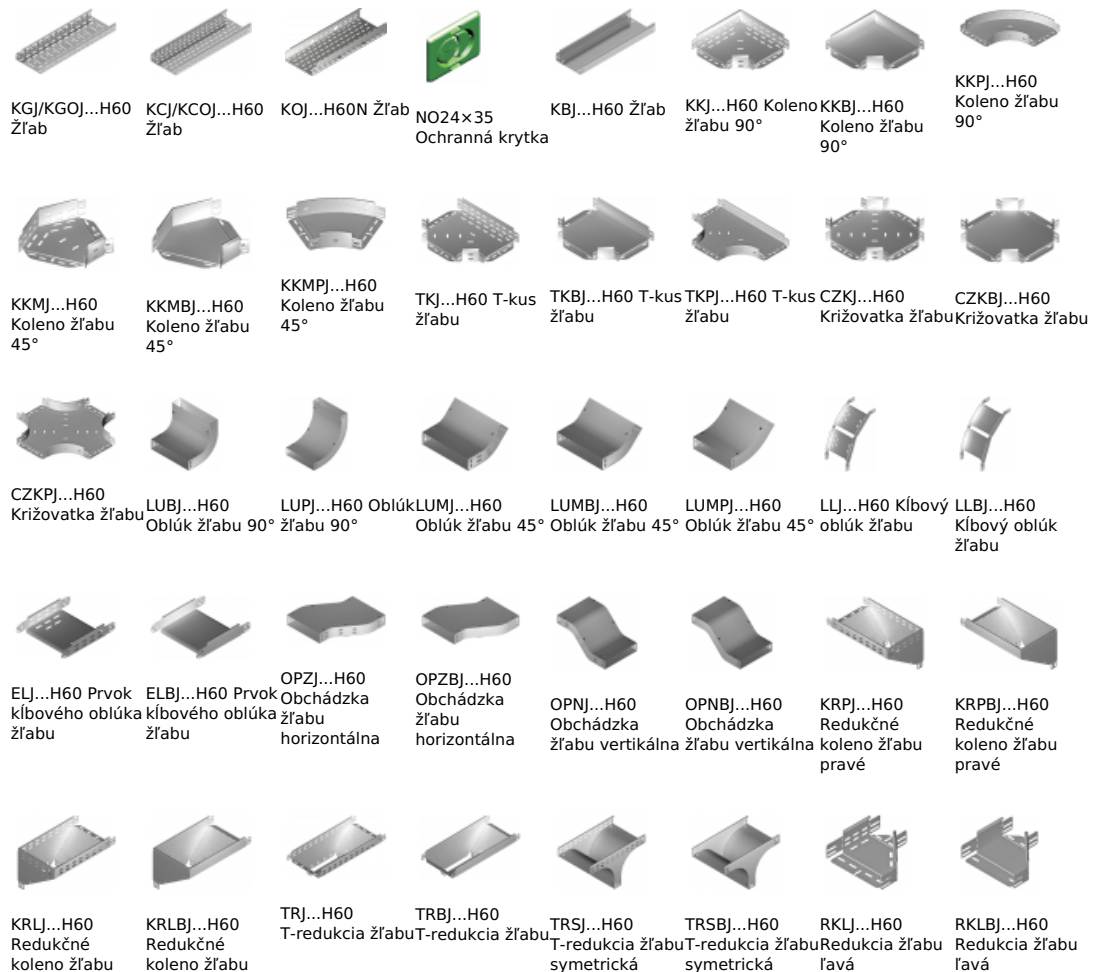 KGJ/KGOJ...H60
Žľab
KCJ/KCOJ...H60
Žľab
KOJ...H60N Žľab
NO24×35
Ochranná krytka
KBJ...H60 Žľab
KKJ...H60 Koleno
žľabu 90°
KKBJ...H60
Koleno žľabu
90°
KKPJ...H60
Koleno žľabu
90°
KKMJ...H60
Koleno žľabu
45°
KKMBJ...H60
Koleno žľabu
45°
KKMPJ...H60
Koleno žľabu
45°
TKJ...H60 T-kus
žľabu
TKBJ...H60 T-kus
žľabu
TKPJ...H60 T-kus
žľabu
CZKJ...H60
Križovatka žľabu
CZKBJ...H60
Križovatka žľabu
CZKPJ...H60
Križovatka žľabu
LUBJ...H60
Oblúk žľabu 90°
LUPJ...H60 Oblúk
žľabu 90°
LUMJ...H60
Oblúk žľabu 45°
LUMBJ...H60
Oblúk žľabu 45°
LUMPJ...H60
Oblúk žľabu 45°
LLJ...H60 Kĺbový
oblúk žľabu
LLBJ...H60
Kĺbový oblúk
žľabu
ELJ...H60 Prvok
kĺbového oblúka
žľabu
ELBJ...H60 Prvok
kĺbového oblúka
žľabu
OPZJ...H60
Obchádzka
žľabu
horizontálna
OPZBJ...H60
Obchádzka
žľabu
horizontálna
OPNJ...H60
Obchádzka
žľabu vertikálna
OPNBJ...H60
Obchádzka
žľabu vertikálna
KRPJ...H60
Redukčné
koleno žľabu
pravé
KRPBJ...H60
Redukčné
koleno žľabu
pravé
KRLJ...H60
Redukčné
koleno žľabu
KRLBJ...H60
Redukčné
koleno žľabu
TRJ...H60
T-redukcia žľabu
TRBJ...H60
T-redukcia žľabu
TRSJ...H60
T-redukcia žľabu
symetrická
TRSBJ...H60
T-redukcia žľabu
symetrická
RKLJ...H60
Redukcia žľabu
ľavá
RKLBJ...H60
Redukcia žľabu
ľavá